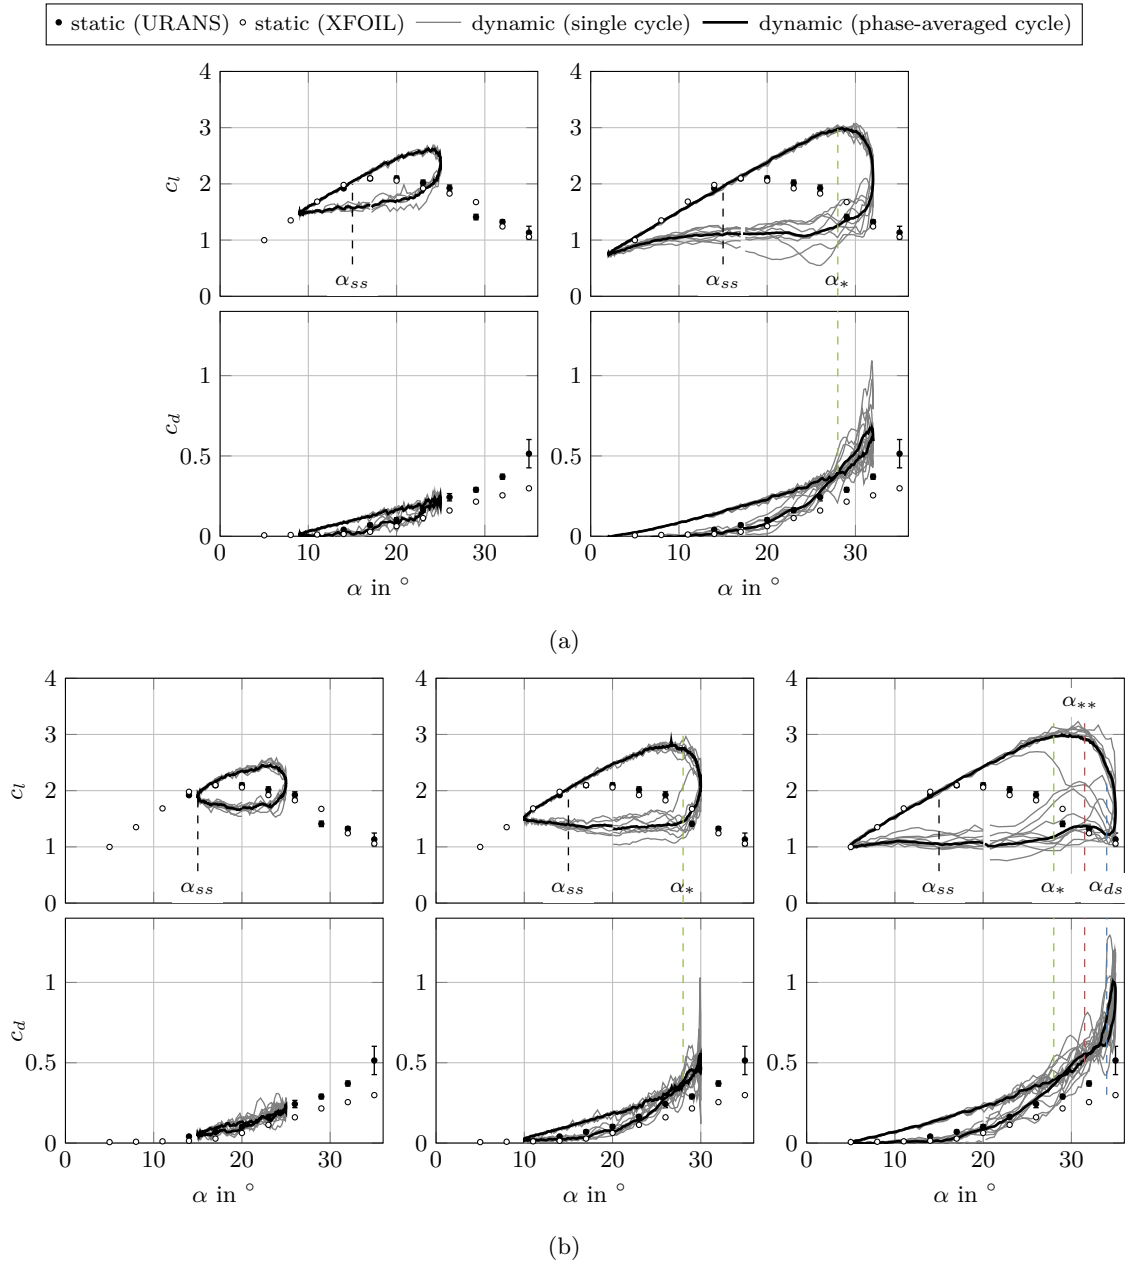 static (URANS) static (XFOIL) dynamic (single cycle) dynamic (phase-averaged cycle)
4
3
2
1
0
c_l
α_ss
4
3
2
1
0
α_ss
α_*
1
0.5
0
c_d
0 10 20 30
α in °
1
0.5
0
10 20 30
α in °
(a)
4
3
2
1
0
c_l
α_ss
4
3
2
1
0
α_ss
α_*
4
3
2
1
0
α_**
α_ss
α_*
α_ds
1
0.5
0
c_d
0 10 20 30
α in °
1
0.5
0
0 10 20 30
α in °
1
0.5
0
0 10 20 30
α in °
(b)